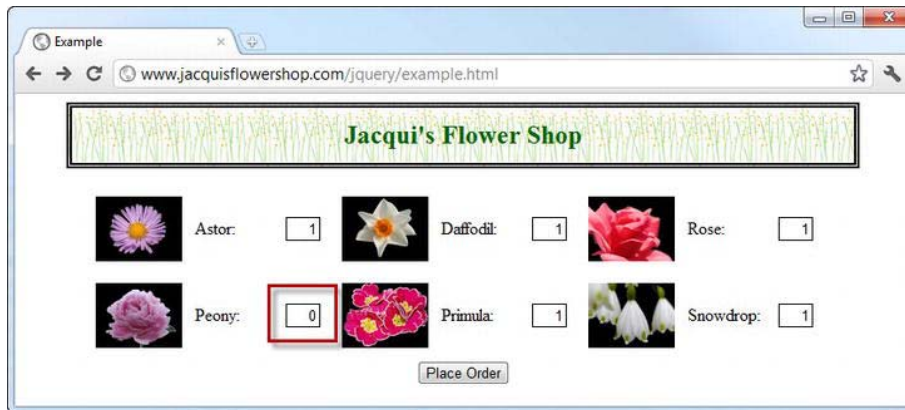 Example
www.jacquisflowershop.com/jquery/example.html
Jacqui's Flower Shop
Astor: 1 Daffodil: 1 Rose: 1
Peony: 0 Primula: 1 Snowdrop: 1
Place Order